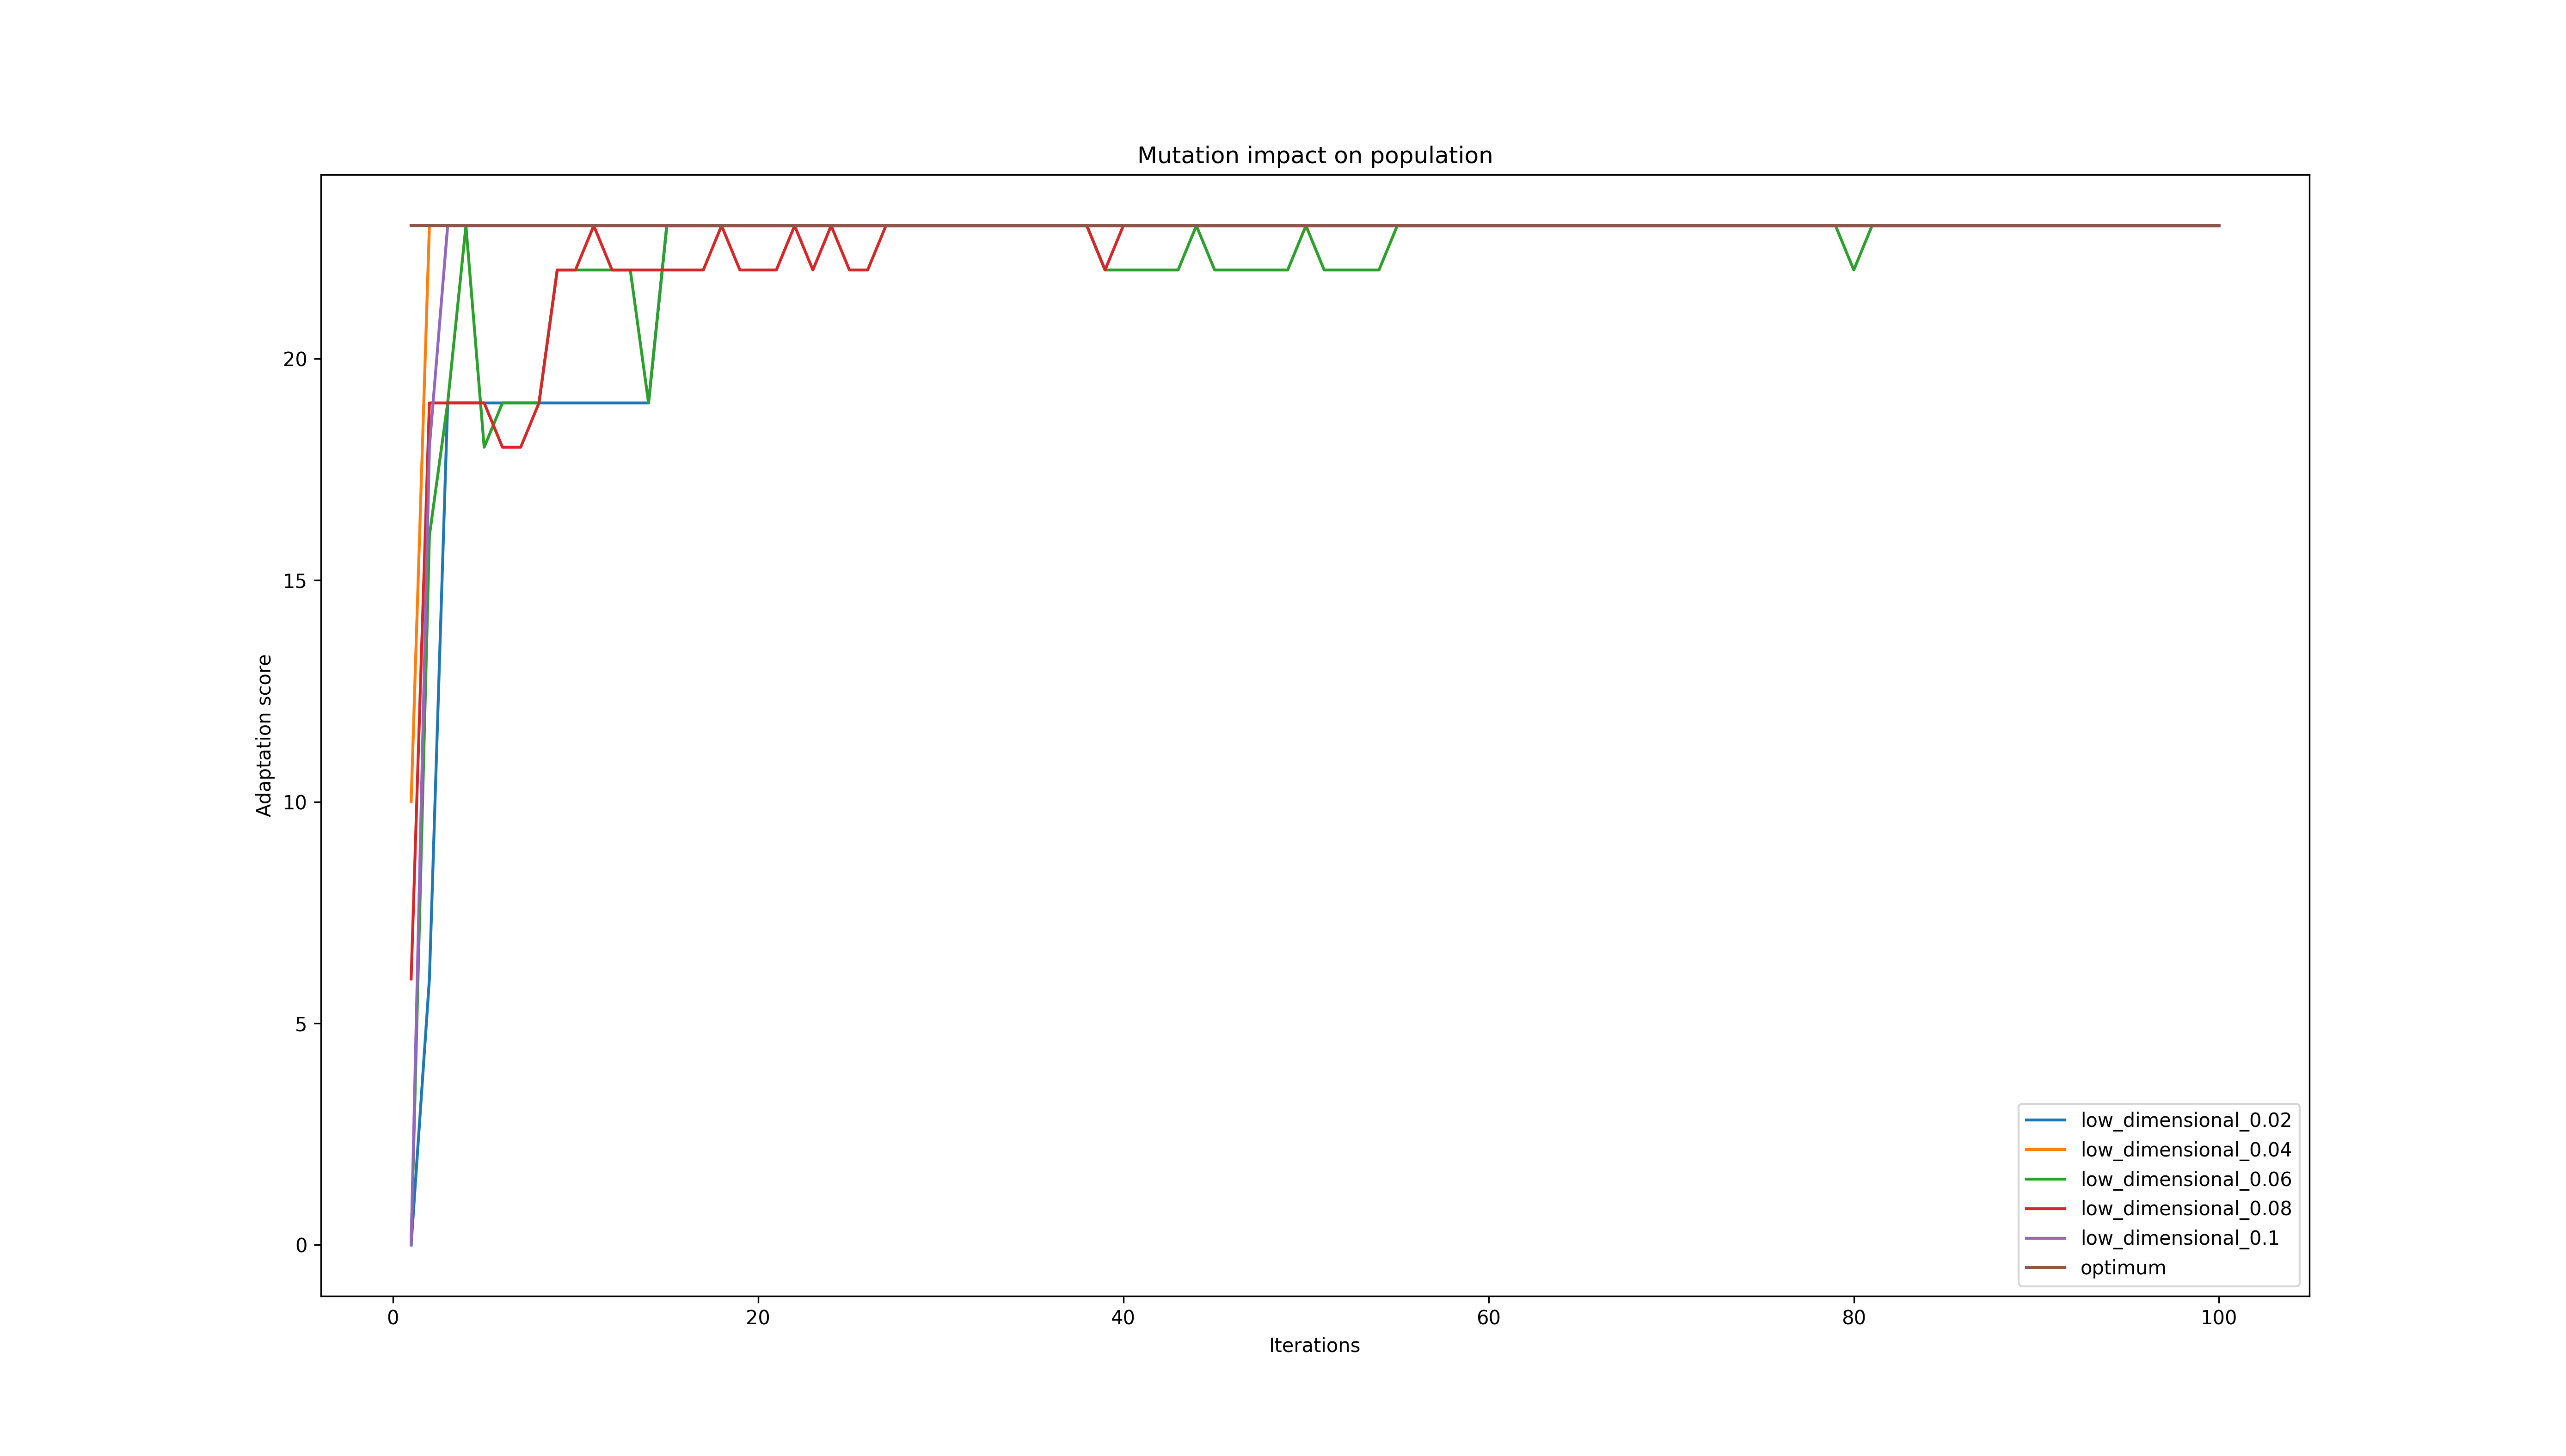 Mutation impact on population
Adaptation score
20
15
10
5
0
0
20
40
60
80
100
Iterations
low_dimensional_0.02
low_dimensional_0.04
low_dimensional_0.06
low_dimensional_0.08
low_dimensional_0.1
optimum